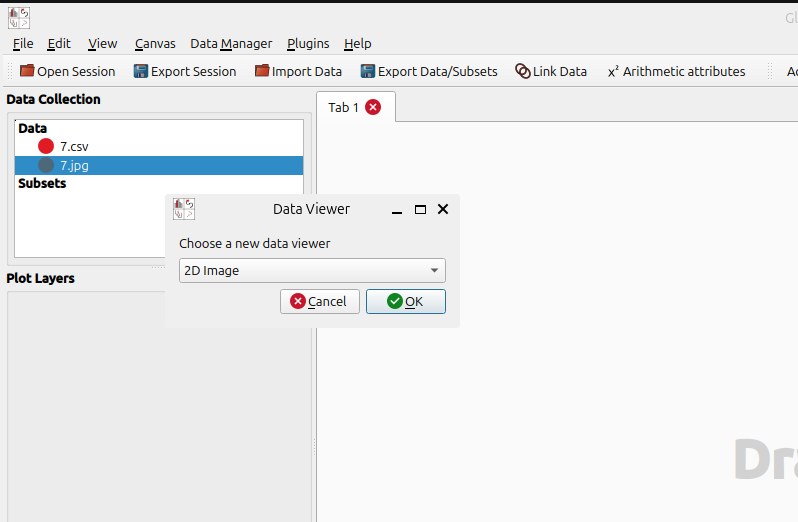 Gl
File Edit View Canvas Data Manager Plugins Help
Open Session Export Session Import Data Export Data/Subsets Link Data x² Arithmetic attributes Ad
Data Collection
Tab 1
Data
7.csv
7.jpg
Subsets
Data Viewer
Choose a new data viewer
2D Image
Cancel OK
Plot Layers
Dra